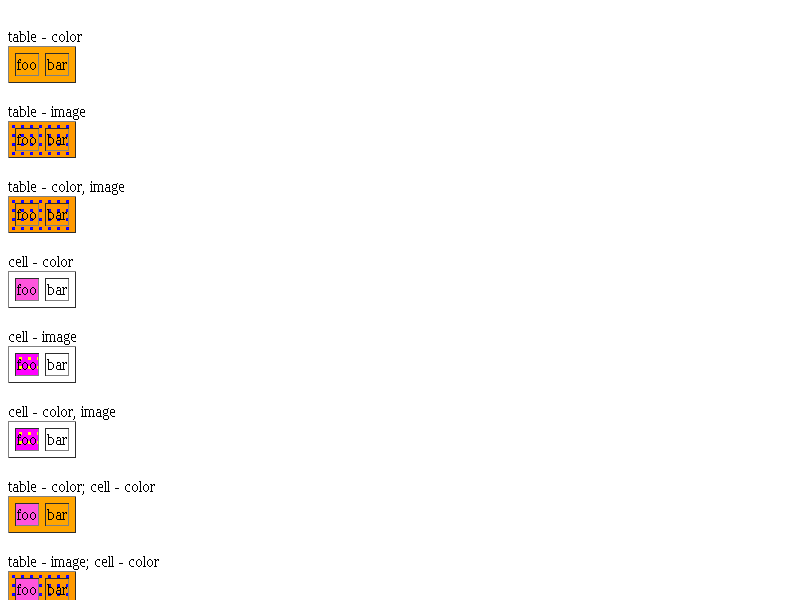 table - color
foo bar
table - image
foo bar
table - color, image
foo bar
cell - color
foo bar
cell - image
foo bar
cell - color, image
foo bar
table - color; cell - color
foo bar
table - image; cell - color
foo bar